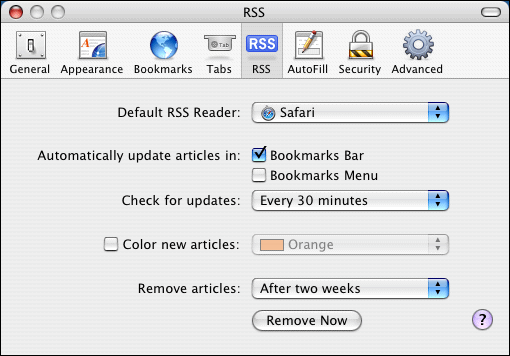 RSS
General Appearance Bookmarks Tab Tabs RSS RSS AutoFill Security Advanced
Default RSS Reader: Safari
Automatically update articles in: Bookmarks Bar
Bookmarks Menu
Check for updates: Every 30 minutes
Color new articles: Orange
Remove articles: After two weeks
Remove Now ?